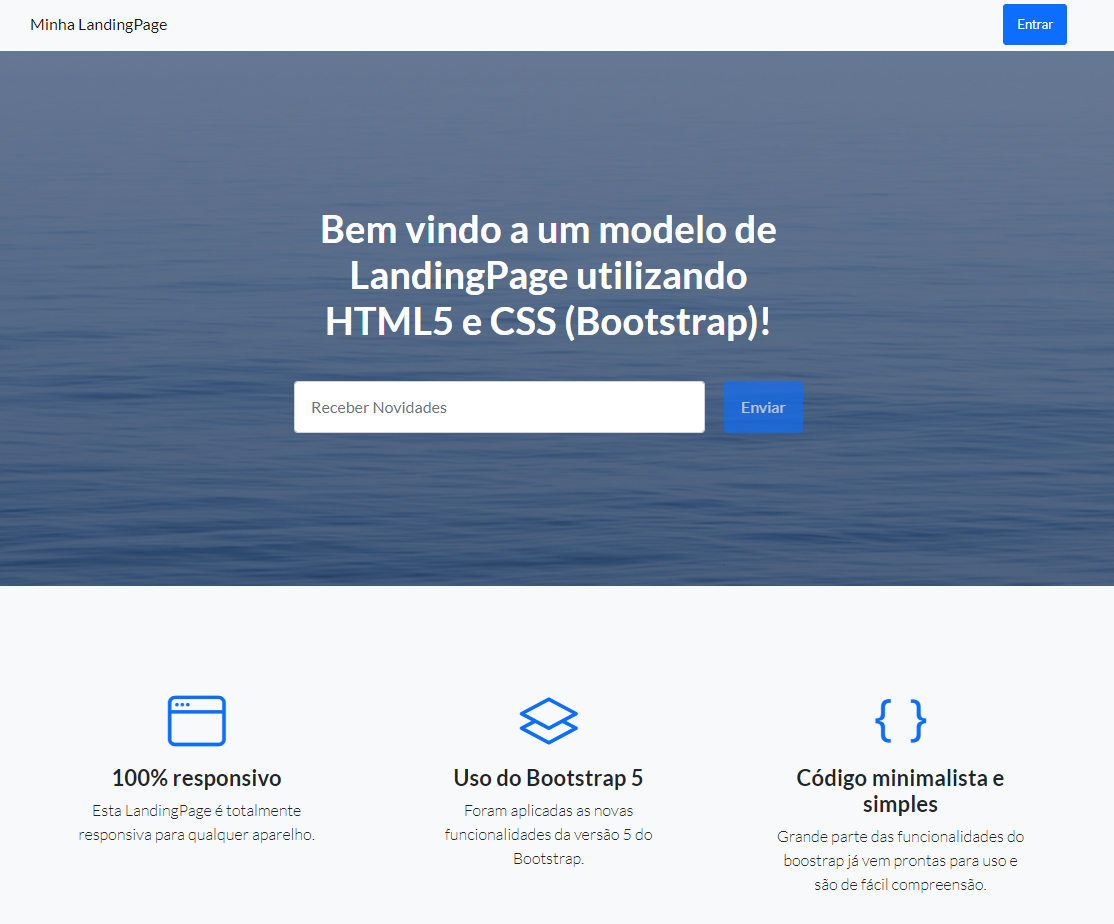 Minha LandingPage
Entrar
Bem vindo a um modelo de
LandingPage utilizando
HTML5 e CSS (Bootstrap)!
Receber Novidades
Enviar
100% responsivo
Esta LandingPage é totalmente
responsiva para qualquer aparelho.
Uso do Bootstrap 5
Foram aplicadas as novas
funcionalidades da versão 5 do
Bootstrap.
Código minimalista e
simples
Grande parte das funcionalidades do
boostrap já vem prontas para uso e
são de fácil compreensão.